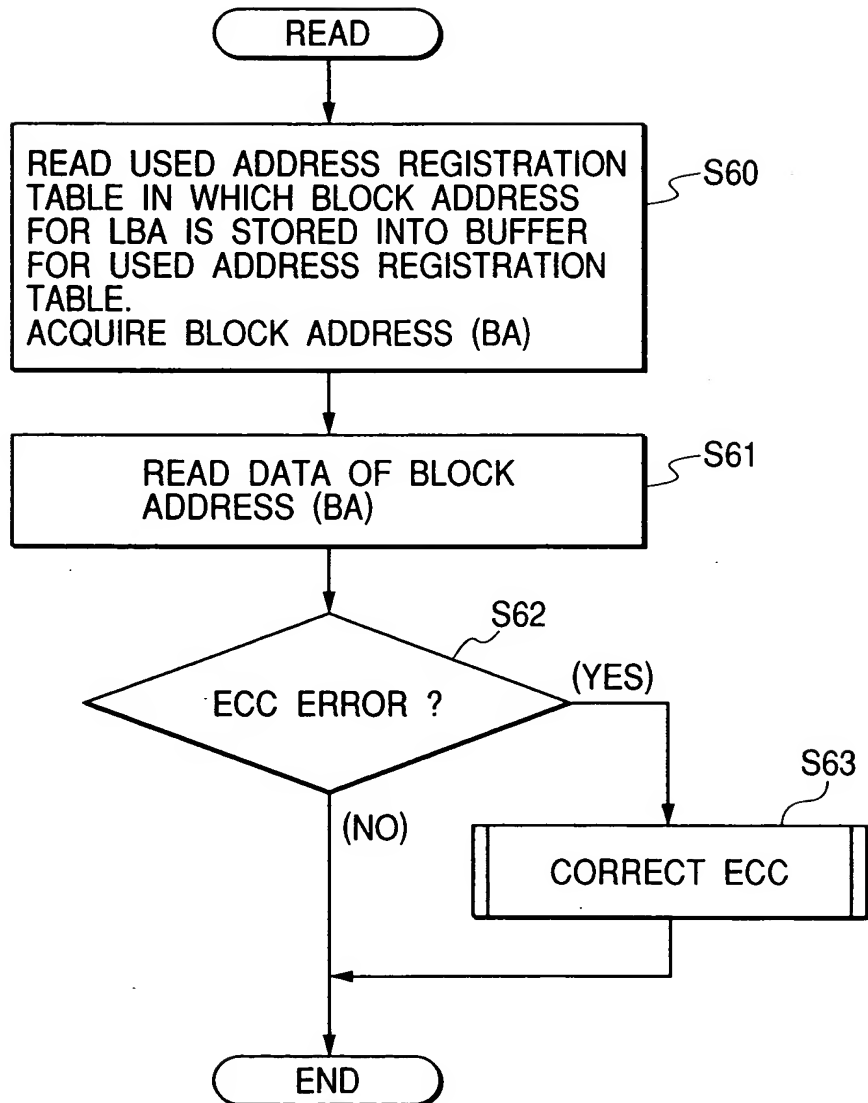 READ
READ USED ADDRESS REGISTRATION
TABLE IN WHICH BLOCK ADDRESS
FOR LBA IS STORED INTO BUFFER
FOR USED ADDRESS REGISTRATION
TABLE.
ACQUIRE BLOCK ADDRESS (BA)
S60
READ DATA OF BLOCK
ADDRESS (BA)
S61
S62
ECC ERROR ?
(YES)
(NO)
S63
CORRECT ECC
END